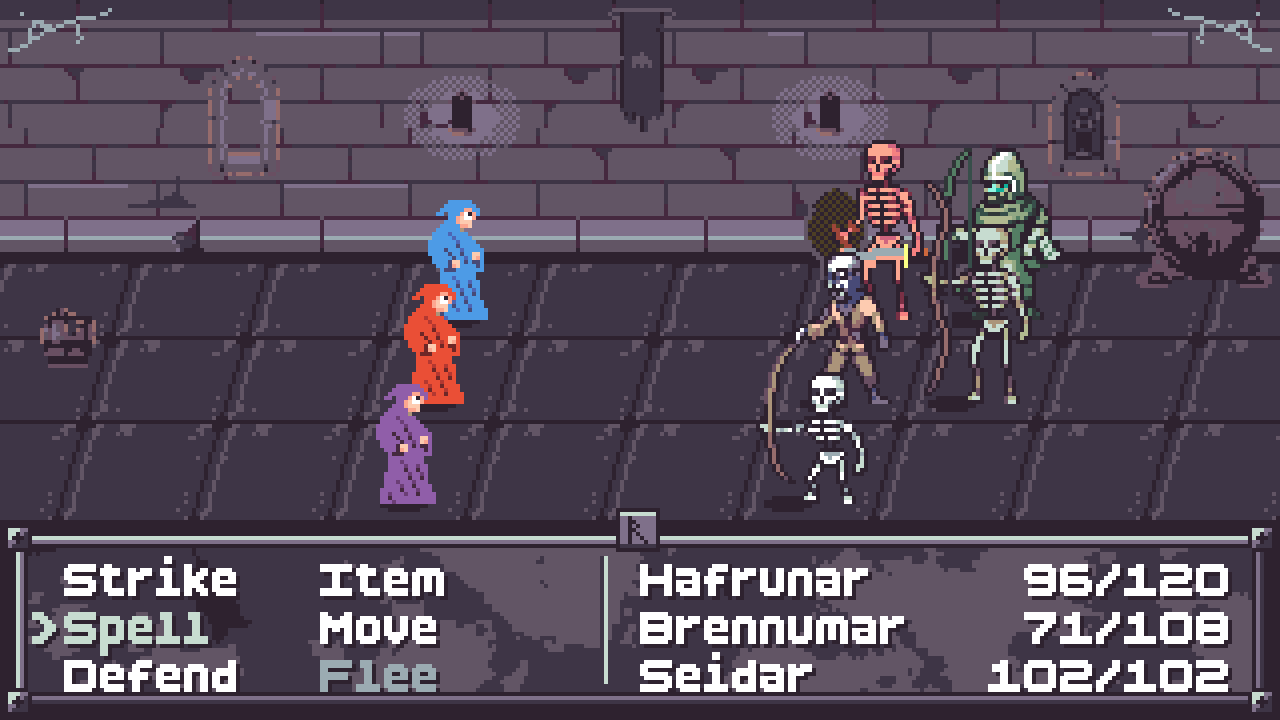 Strike Item
>Spell Move
Defend Flee
Hafrunar 96/120
Brennumar 71/108
Seidar 102/102